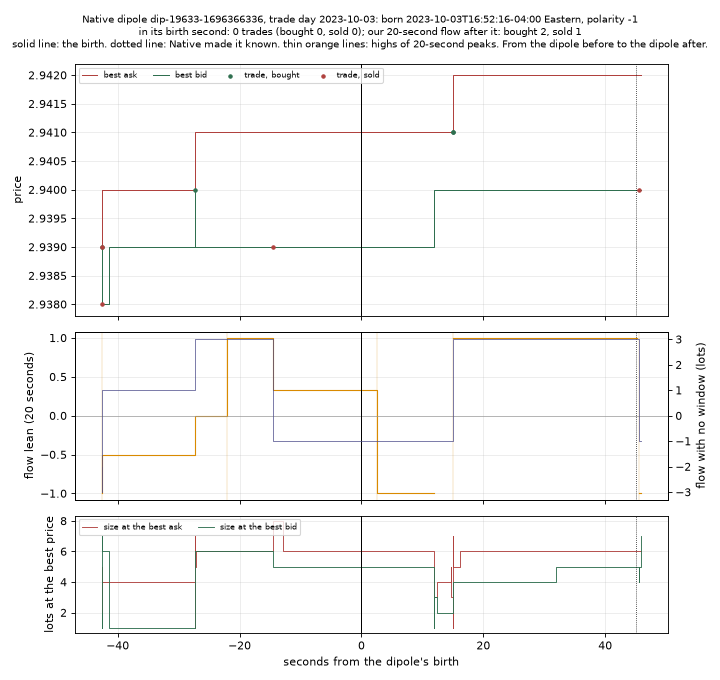 Native dipole dip-19633-1696366336, trade day 2023-10-03: born 2023-10-03T16:52:16-04:00 Eastern, polarity -1
in its birth second: 0 trades (bought 0, sold 0); our 20-second flow after it: bought 2, sold 1
solid line: the birth. dotted line: Native made it known. thin orange lines: highs of 20-second peaks. From the dipole before to the dipole after.
best ask best bid trade, bought trade, sold
2.9420
2.9415
2.9410
2.9405
2.9400
2.9395
2.9390
2.9385
2.9380
price
1.0
0.5
0.0
−0.5
−1.0
flow lean (20 seconds)
3
2
1
0
−1
−2
−3
flow with no window (lots)
size at the best ask size at the best bid
8
6
4
2
lots at the best price
−40 −20 0 20 40
seconds from the dipole's birth